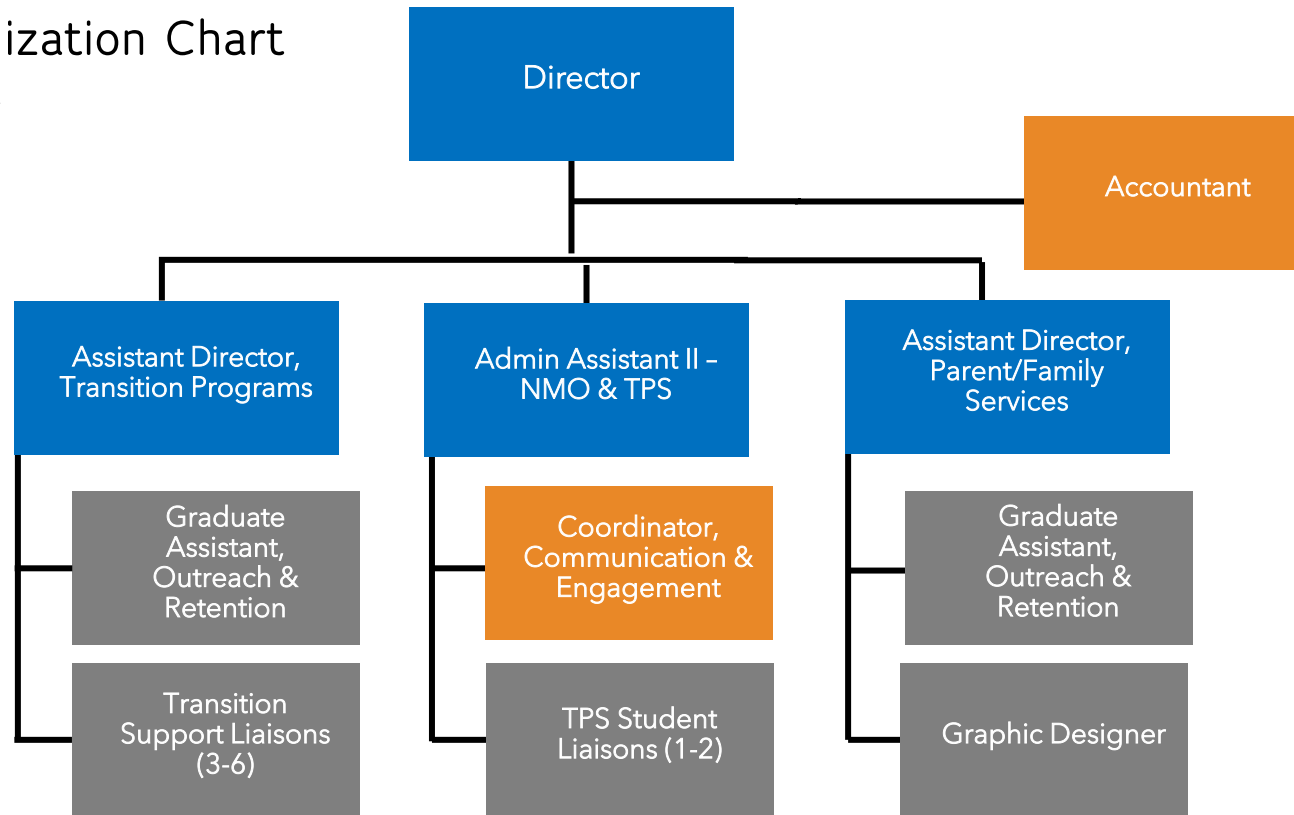 ization Chart
Director
Accountant
Assistant Director,
Transition Programs
Admin Assistant II –
NMO & TPS
Assistant Director,
Parent/Family
Services
Graduate
Assistant,
Outreach &
Retention
Coordinator,
Communication &
Engagement
Graduate
Assistant,
Outreach &
Retention
Transition
Support Liaisons
(3-6)
TPS Student
Liaisons (1-2)
Graphic Designer